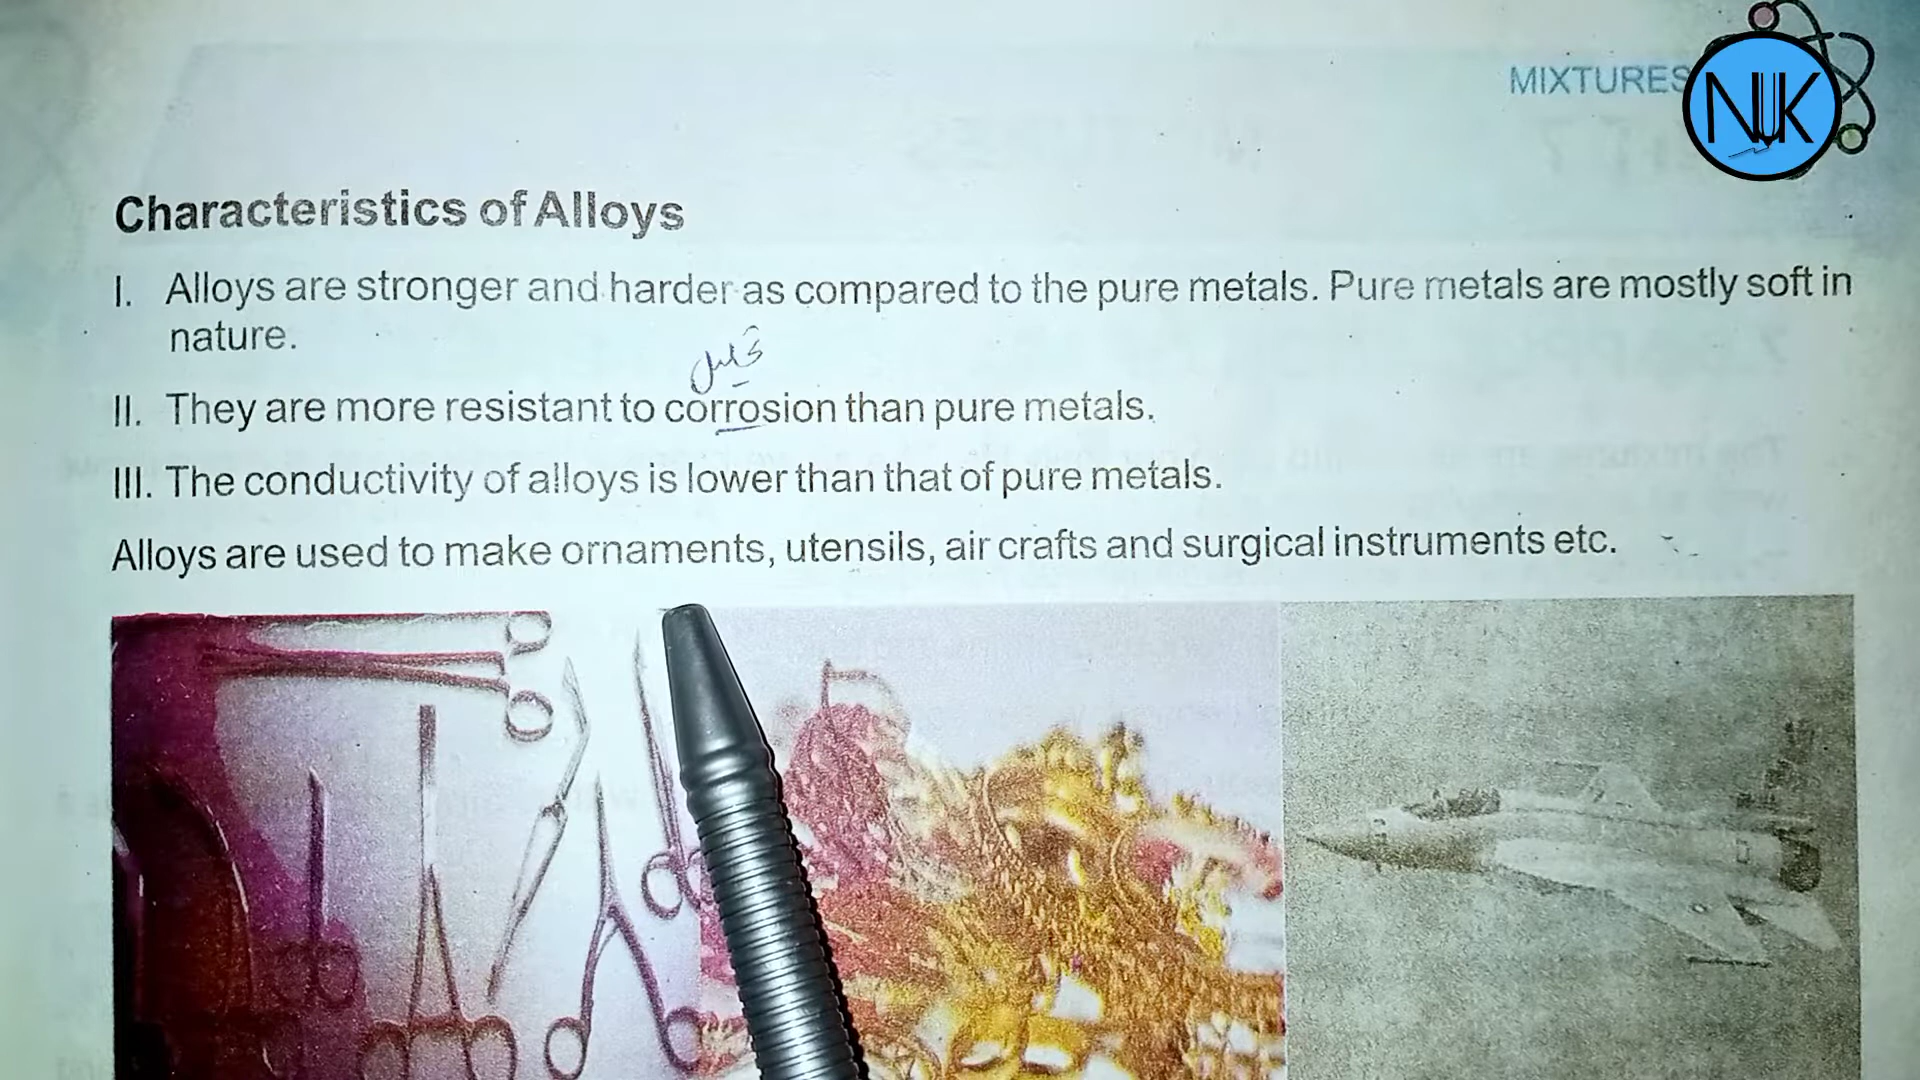 MIXTURES
NUK
Characteristics of Alloys
I. Alloys are stronger and harder as compared to the pure metals. Pure metals are mostly soft in
nature.
II. They are more resistant to corrosion than pure metals.
III. The conductivity of alloys is lower than that of pure metals.
Alloys are used to make ornaments, utensils, air crafts and surgical instruments etc.